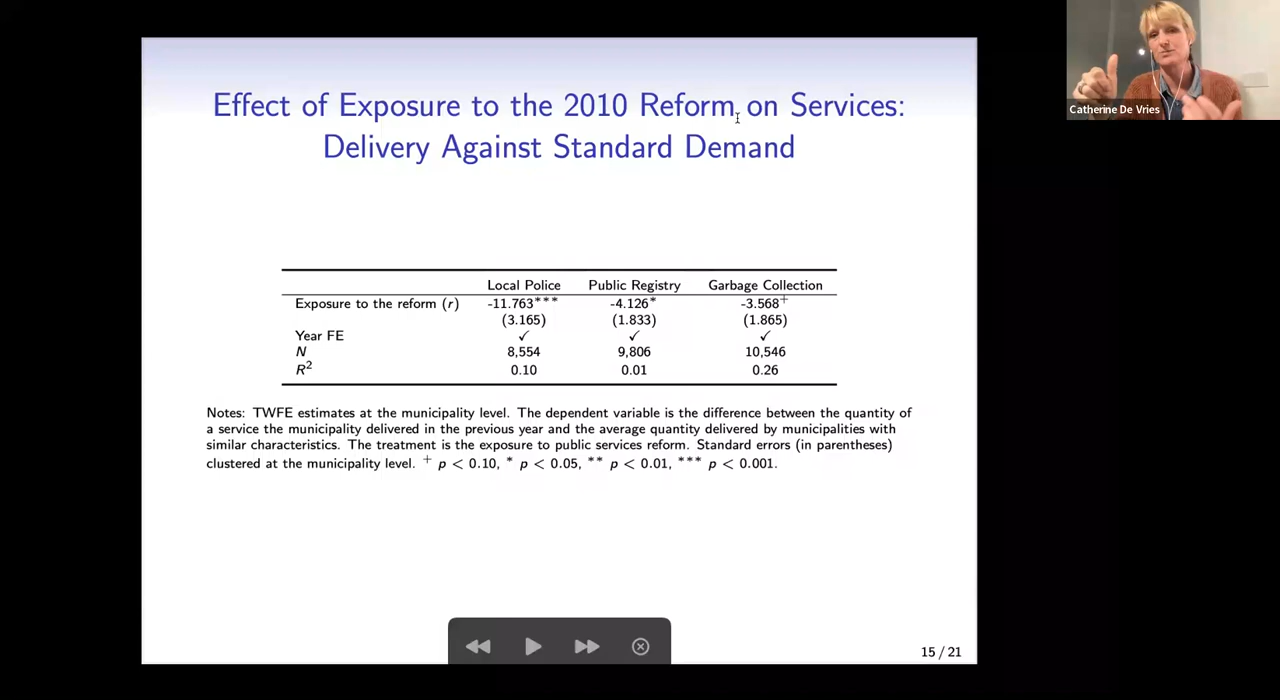 Effect of Exposure to the 2010 Reform on Services:
Delivery Against Standard Demand
Catherine De Vries
Local Police Public Registry Garbage Collection
Exposure to the reform (r) -11.763*** -4.126* -3.568+
(3.165) (1.833) (1.865)
Year FE ✓ ✓ ✓
N 8,554 9,806 10,546
R² 0.10 0.01 0.26
Notes: TWFE estimates at the municipality level. The dependent variable is the difference between the quantity of
a service the municipality delivered in the previous year and the average quantity delivered by municipalities with
similar characteristics. The treatment is the exposure to public services reform. Standard errors (in parentheses)
clustered at the municipality level. + p < 0.10, * p < 0.05, ** p < 0.01, *** p < 0.001.
15 / 21